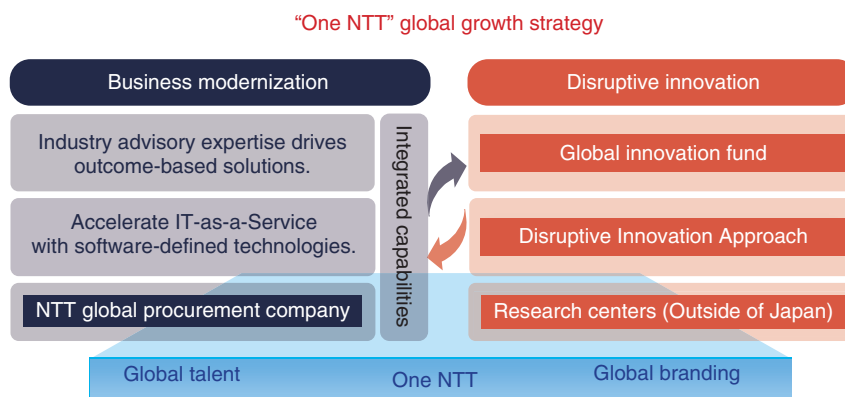 “One NTT” global growth strategy
Business modernization
Disruptive innovation
Industry advisory expertise drives
outcome-based solutions.
Accelerate IT-as-a-Service
with software-defined technologies.
NTT global procurement company
Integrated capabilities
Global innovation fund
Disruptive Innovation Approach
Research centers (Outside of Japan)
Global talent
One NTT
Global branding